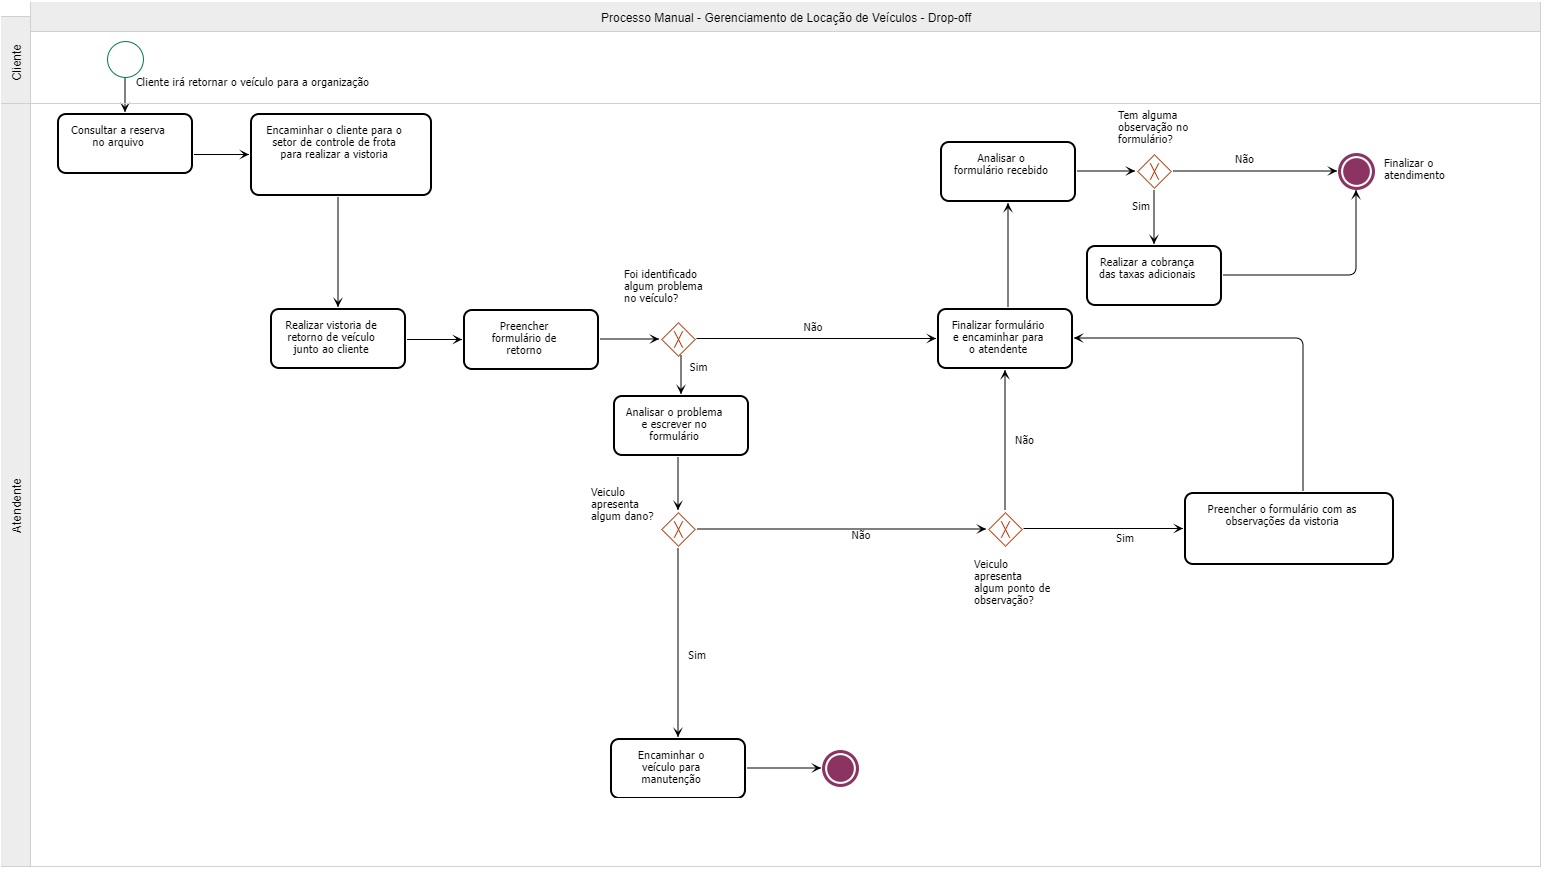 Processo Manual - Gerenciamento de Locação de Veículos - Drop-off
Cliente
Cliente irá retornar o veículo para a organização
Atendente
Consultar a reserva
no arquivo
Encaminhar o cliente para o
setor de controle de frota
para realizar a vistoria
Realizar vistoria de
retorno de veículo
junto ao cliente
Preencher
formulário de
retorno
Foi identificado
algum problema
no veículo?
Não
Sim
Analisar o problema
e escrever no
formulário
Veiculo
apresenta
algum dano?
Não
Sim
Encaminhar o
veículo para
manutenção
Veiculo
apresenta
algum ponto de
observação?
Não
Sim
Preencher o formulário com as
observações da vistoria
Finalizar formulário
e encaminhar para
o atendente
Analisar o
formulário recebido
Tem alguma
observação no
formulário?
Não
Sim
Realizar a cobrança
das taxas adicionais
Finalizar o
atendimento